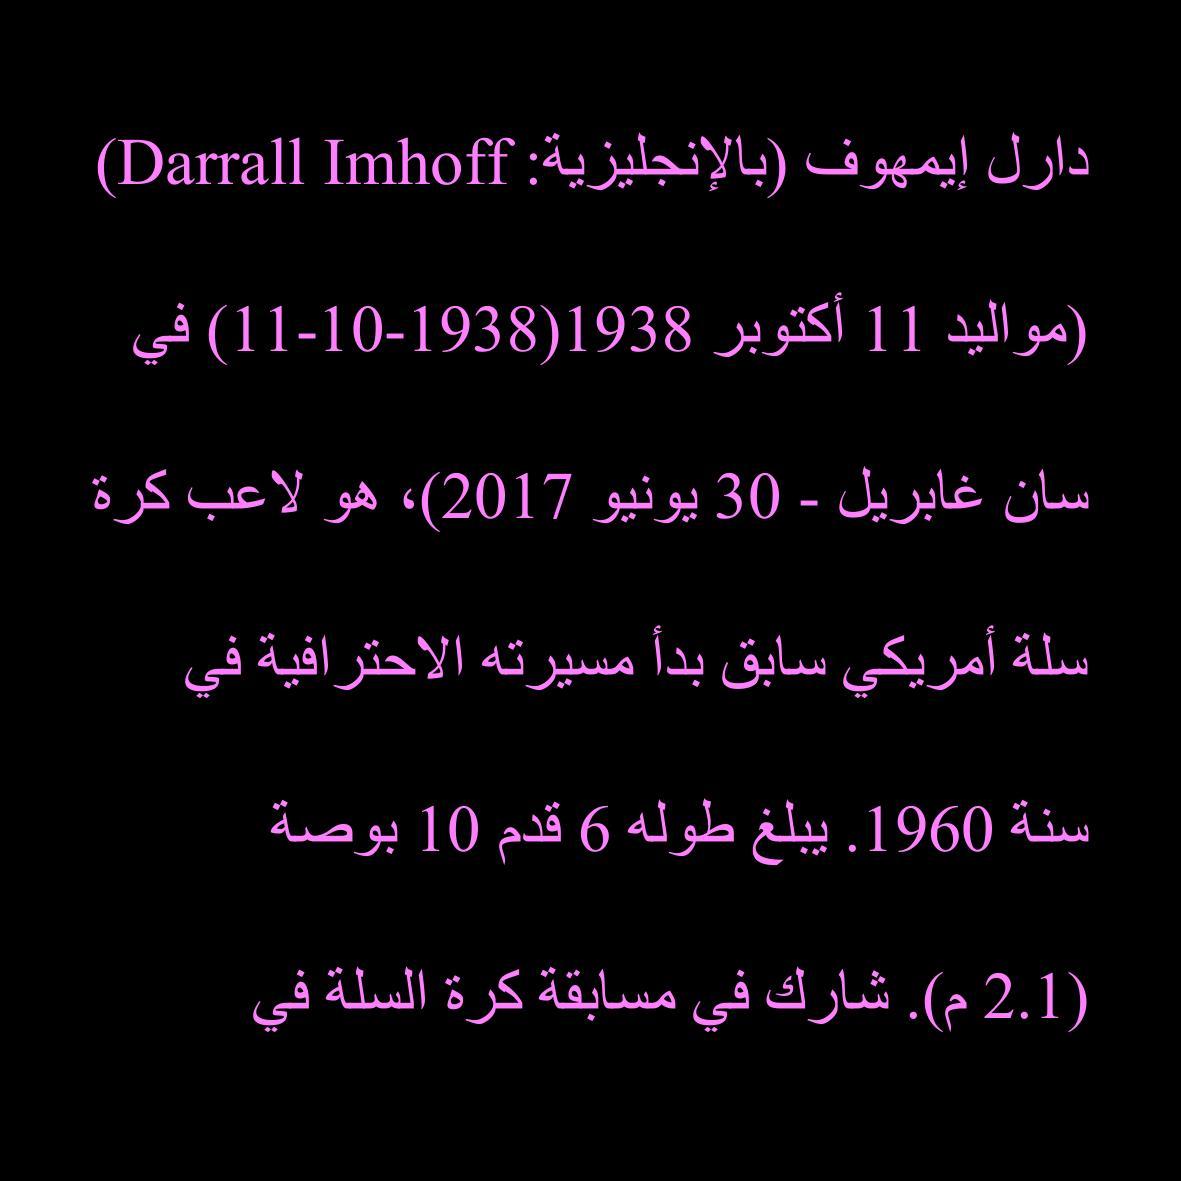 دارل إيمهوف (بالإنجليزية: Darrall Imhoff)
(مواليد 11 أكتوبر 1938(1938-10-11) في
سان غابريل - 30 يونيو 2017)، هو لاعب كرة
سلة أمريكي سابق بدأ مسيرته الاحترافية في
سنة 1960. يبلغ طوله 6 قدم 10 بوصة
(2.1 م). شارك في مسابقة كرة السلة في